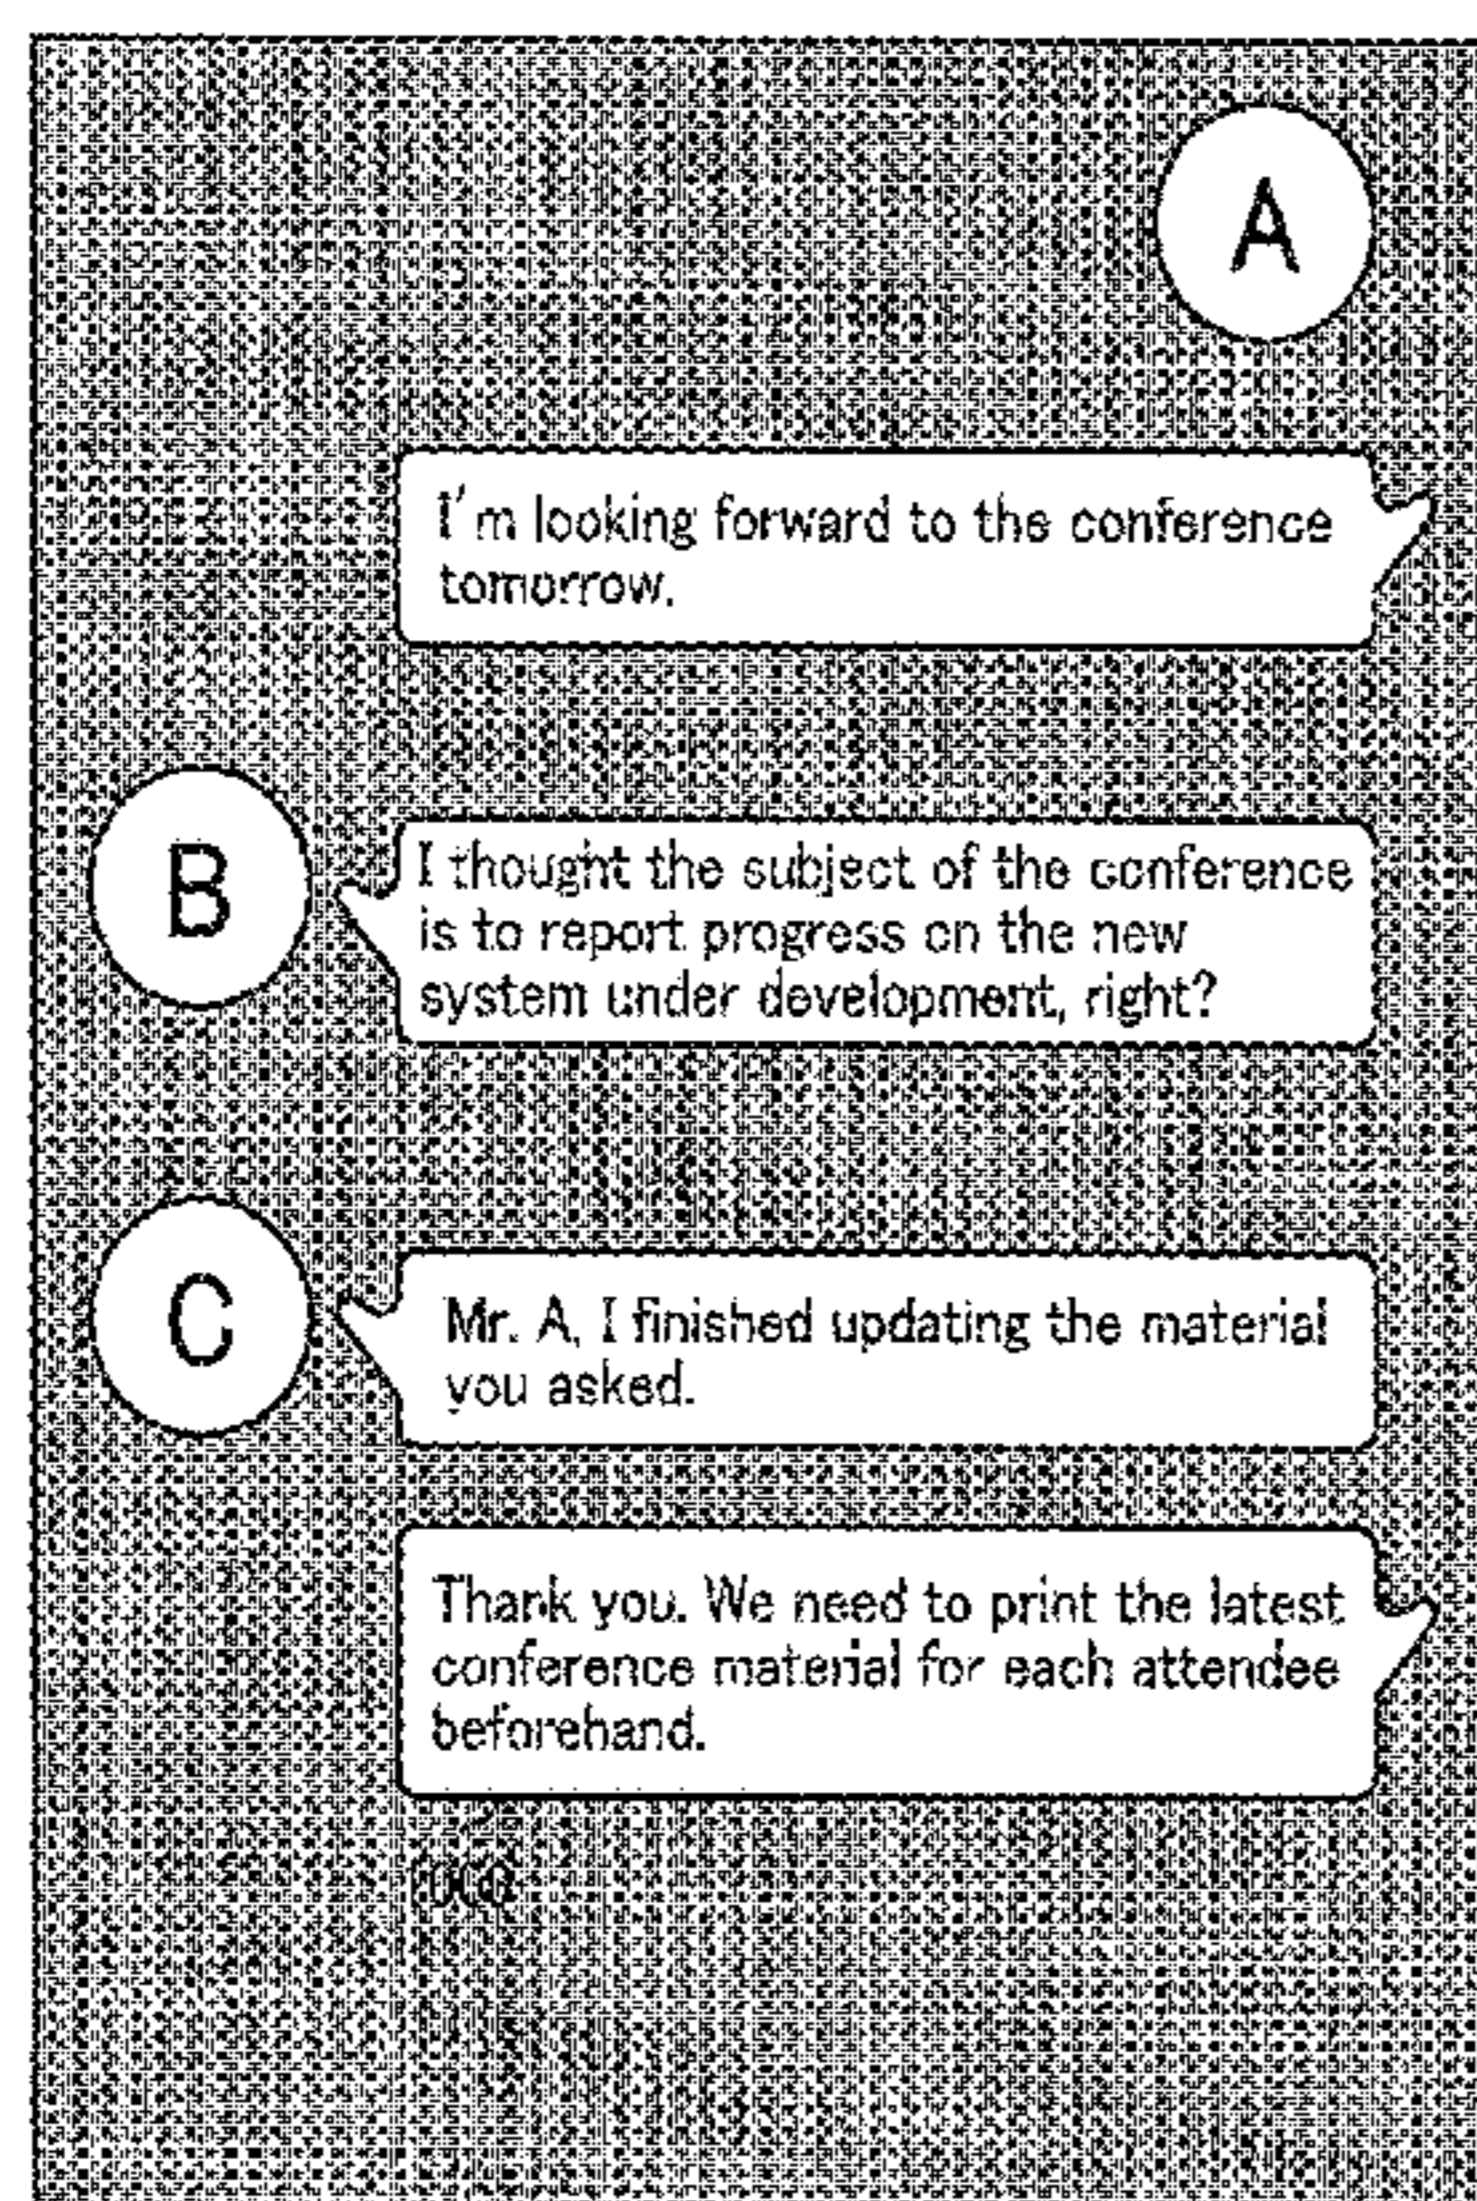 A
I'm looking forward to the conference
tomorrow.
B
I thought the subject of the conference
is to report progress on the new
system under development, right?
C
Mr. A, I finished updating the material
you asked.
Thank you. We need to print the latest
conference material for each attendee
beforehand.